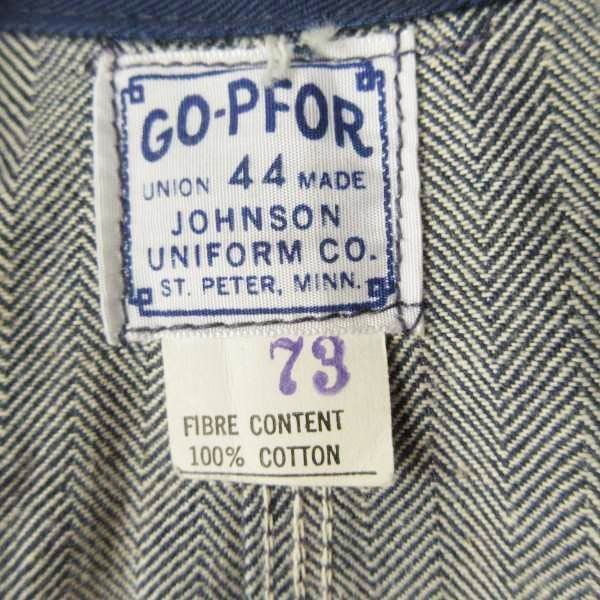 GO-PFOR
UNION 44 MADE
JOHNSON
UNIFORM CO.
ST. PETER, MINN.
73
FIBRE CONTENT
100% COTTON